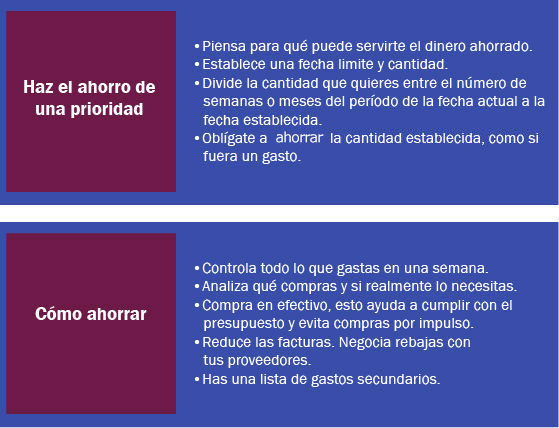 Haz el ahorro de
una prioridad
• Piensa para qué puede servirte el dinero ahorrado.
• Establece una fecha limite y cantidad.
• Divide la cantidad que quieres entre el número de
semanas o meses del período de la fecha actual a la
fecha establecida.
• Oblígate a ahorrar la cantidad establecida, como si
fuera un gasto.
Cómo ahorrar
• Controla todo lo que gastas en una semana.
• Analiza qué compras y si realmente lo necesitas.
• Compra en efectivo, esto ayuda a cumplir con el
presupuesto y evita compras por impulso.
• Reduce las facturas. Negocia rebajas con
tus proveedores.
• Has una lista de gastos secundarios.